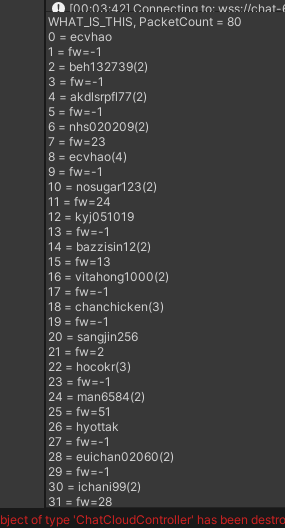 [00:03:42] Connecting to: wss://chat-6
WHAT_IS_THIS, PacketCount = 80
0 = ecvhao
1 = fw=-1
2 = beh132739(2)
3 = fw=-1
4 = akdlsrpfl77(2)
5 = fw=-1
6 = nhs020209(2)
7 = fw=23
8 = ecvhao(4)
9 = fw=-1
10 = nosugar123(2)
11 = fw=24
12 = kyj051019
13 = fw=-1
14 = bazzisin12(2)
15 = fw=13
16 = vitahong1000(2)
17 = fw=-1
18 = chanchicken(3)
19 = fw=-1
20 = sangjin256
21 = fw=2
22 = hocokr(3)
23 = fw=-1
24 = man6584(2)
25 = fw=51
26 = hyottak
27 = fw=-1
28 = euichan02060(2)
29 = fw=-1
30 = ichani99(2)
31 = fw=28
bject of type 'ChatCloudController' has been destro